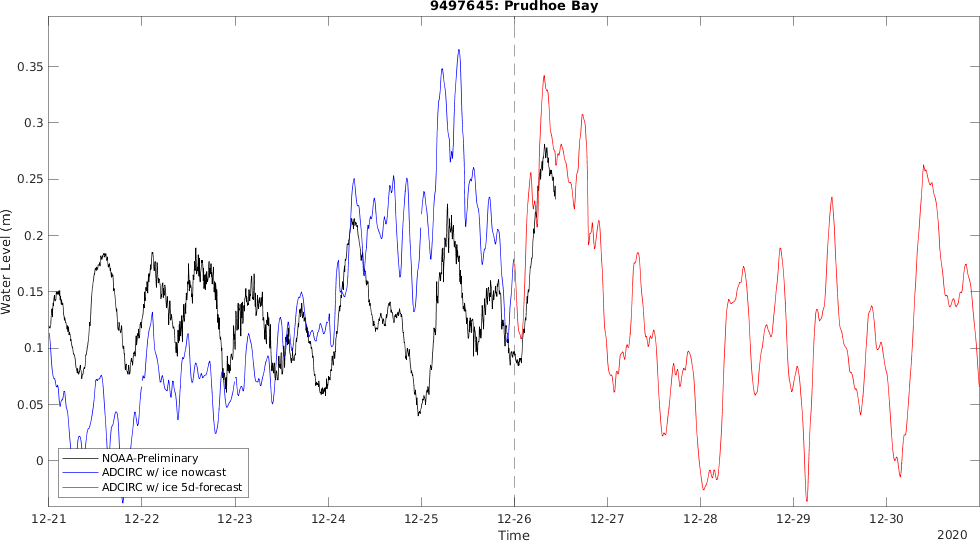 9497645: Prudhoe Bay
Water Level (m)
0.35
0.3
0.25
0.2
0.15
0.1
0.05
0
NOAA-Preliminary
ADCIRC w/ ice nowcast
ADCIRC w/ ice 5d-forecast
12-21 12-22 12-23 12-24 12-25 12-26 12-27 12-28 12-29 12-30
Time
2020